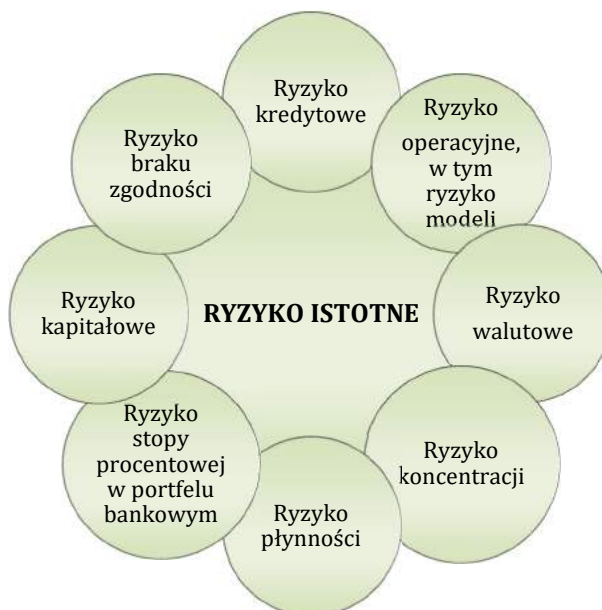 Ryzyko
kredytowe
Ryzyko
operacyjne,
w tym
ryzyko
modeli
Ryzyko
walutowe
Ryzyko
koncentracji
Ryzyko
płynności
Ryzyko
stopy
procentowej
w portfelu
bankowym
Ryzyko
kapitałowe
Ryzyko
braku
zgodności
RYZYKO ISTOTNE